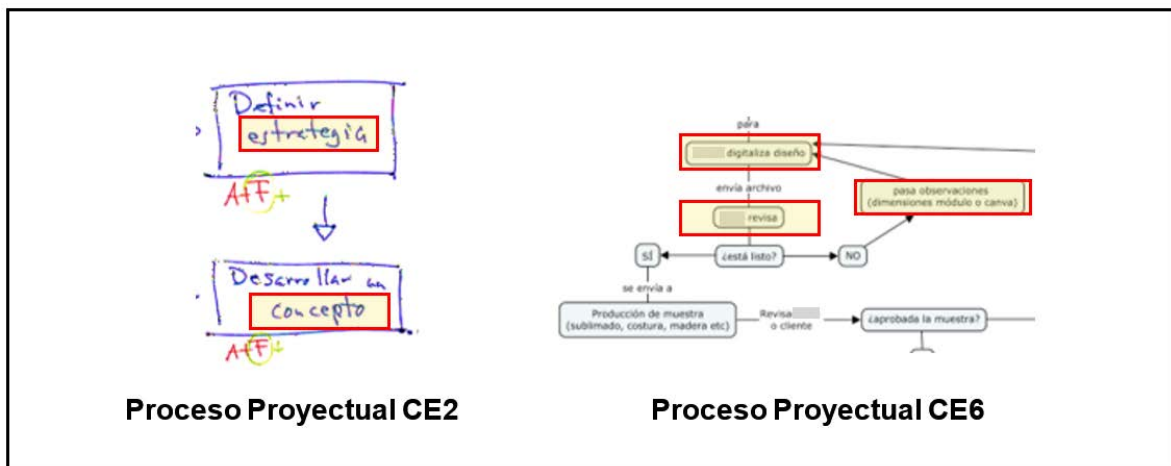 Definir
estrategia
A+F+
Desarrollar un
concepto
A+F+
para
digitaliza diseño
envía archivo
revisa
pasa observaciones
(dimensiones módulo o canva)
SÍ
¿está listo?
NO
se envía a
Producción de muestra
(sublimado, costura, madera etc)
Revisa
o cliente
¿aprobada la muestra?
Proceso Proyectual CE2
Proceso Proyectual CE6